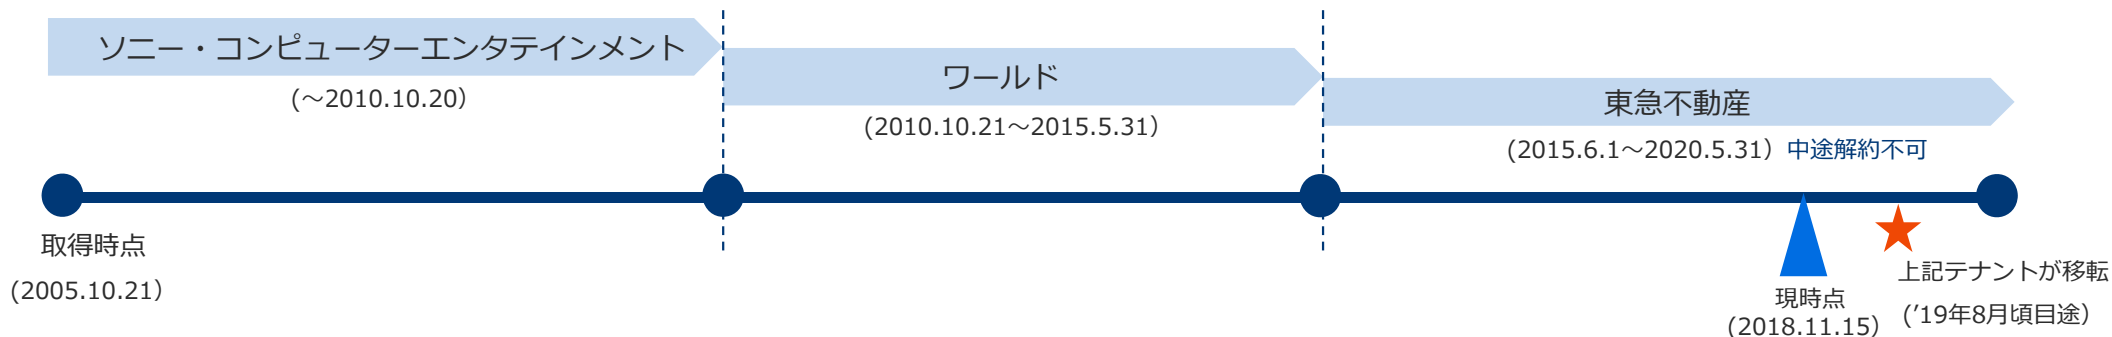 ソニー・コンピューターエンタテインメント
(～2010.10.20）
ワールド
(2010.10.21～2015.5.31）
東急不動産
(2015.6.1～2020.5.31）中途解約不可
取得時点
(2005.10.21）
現時点
（2018.11.15）
上記テナントが移転
(’19年8月頃目途）